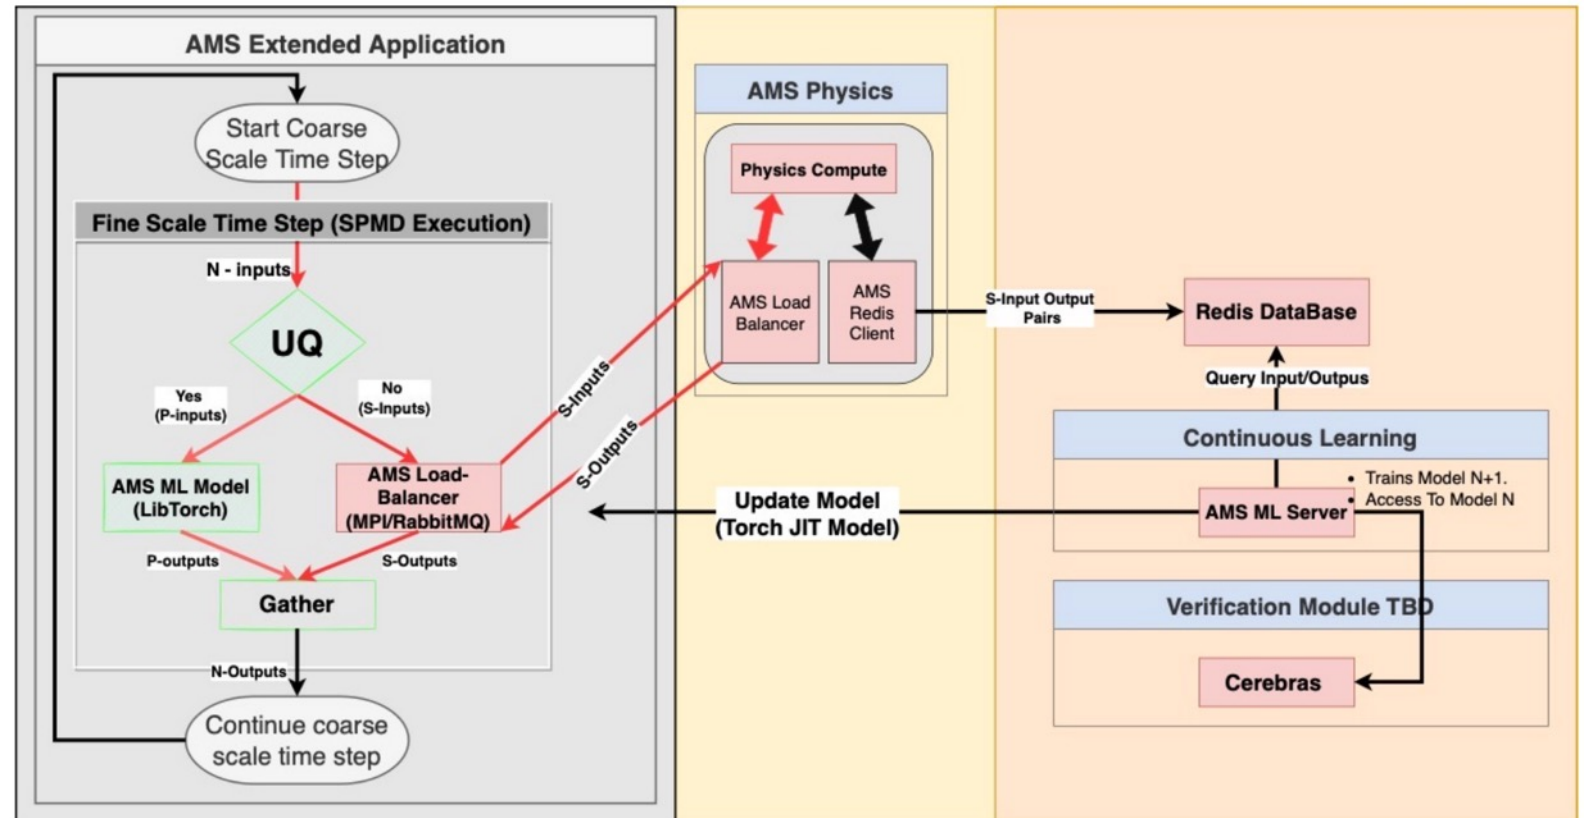 AMS Extended Application
Start Coarse
Scale Time Step
Fine Scale Time Step (SPMD Execution)
N - inputs
UQ
Yes
(P-inputs)
No
(S-Inputs)
AMS ML Model
(LibTorch)
AMS Load-
Balancer
(MPI/RabbitMQ)
P-outputs
S-Outputs
Gather
N-Outputs
Continue coarse
scale time step
S-Inputs
S-Outputs
AMS Physics
Physics Compute
AMS Load
Balancer
AMS
Redis
Client
S-Input Output
Pairs
Update Model
(Torch JIT Model)
Redis DataBase
Query Input/Outpus
Continuous Learning
• Trains Model N+1.
• Access To Model N
AMS ML Server
Verification Module TBD
Cerebras